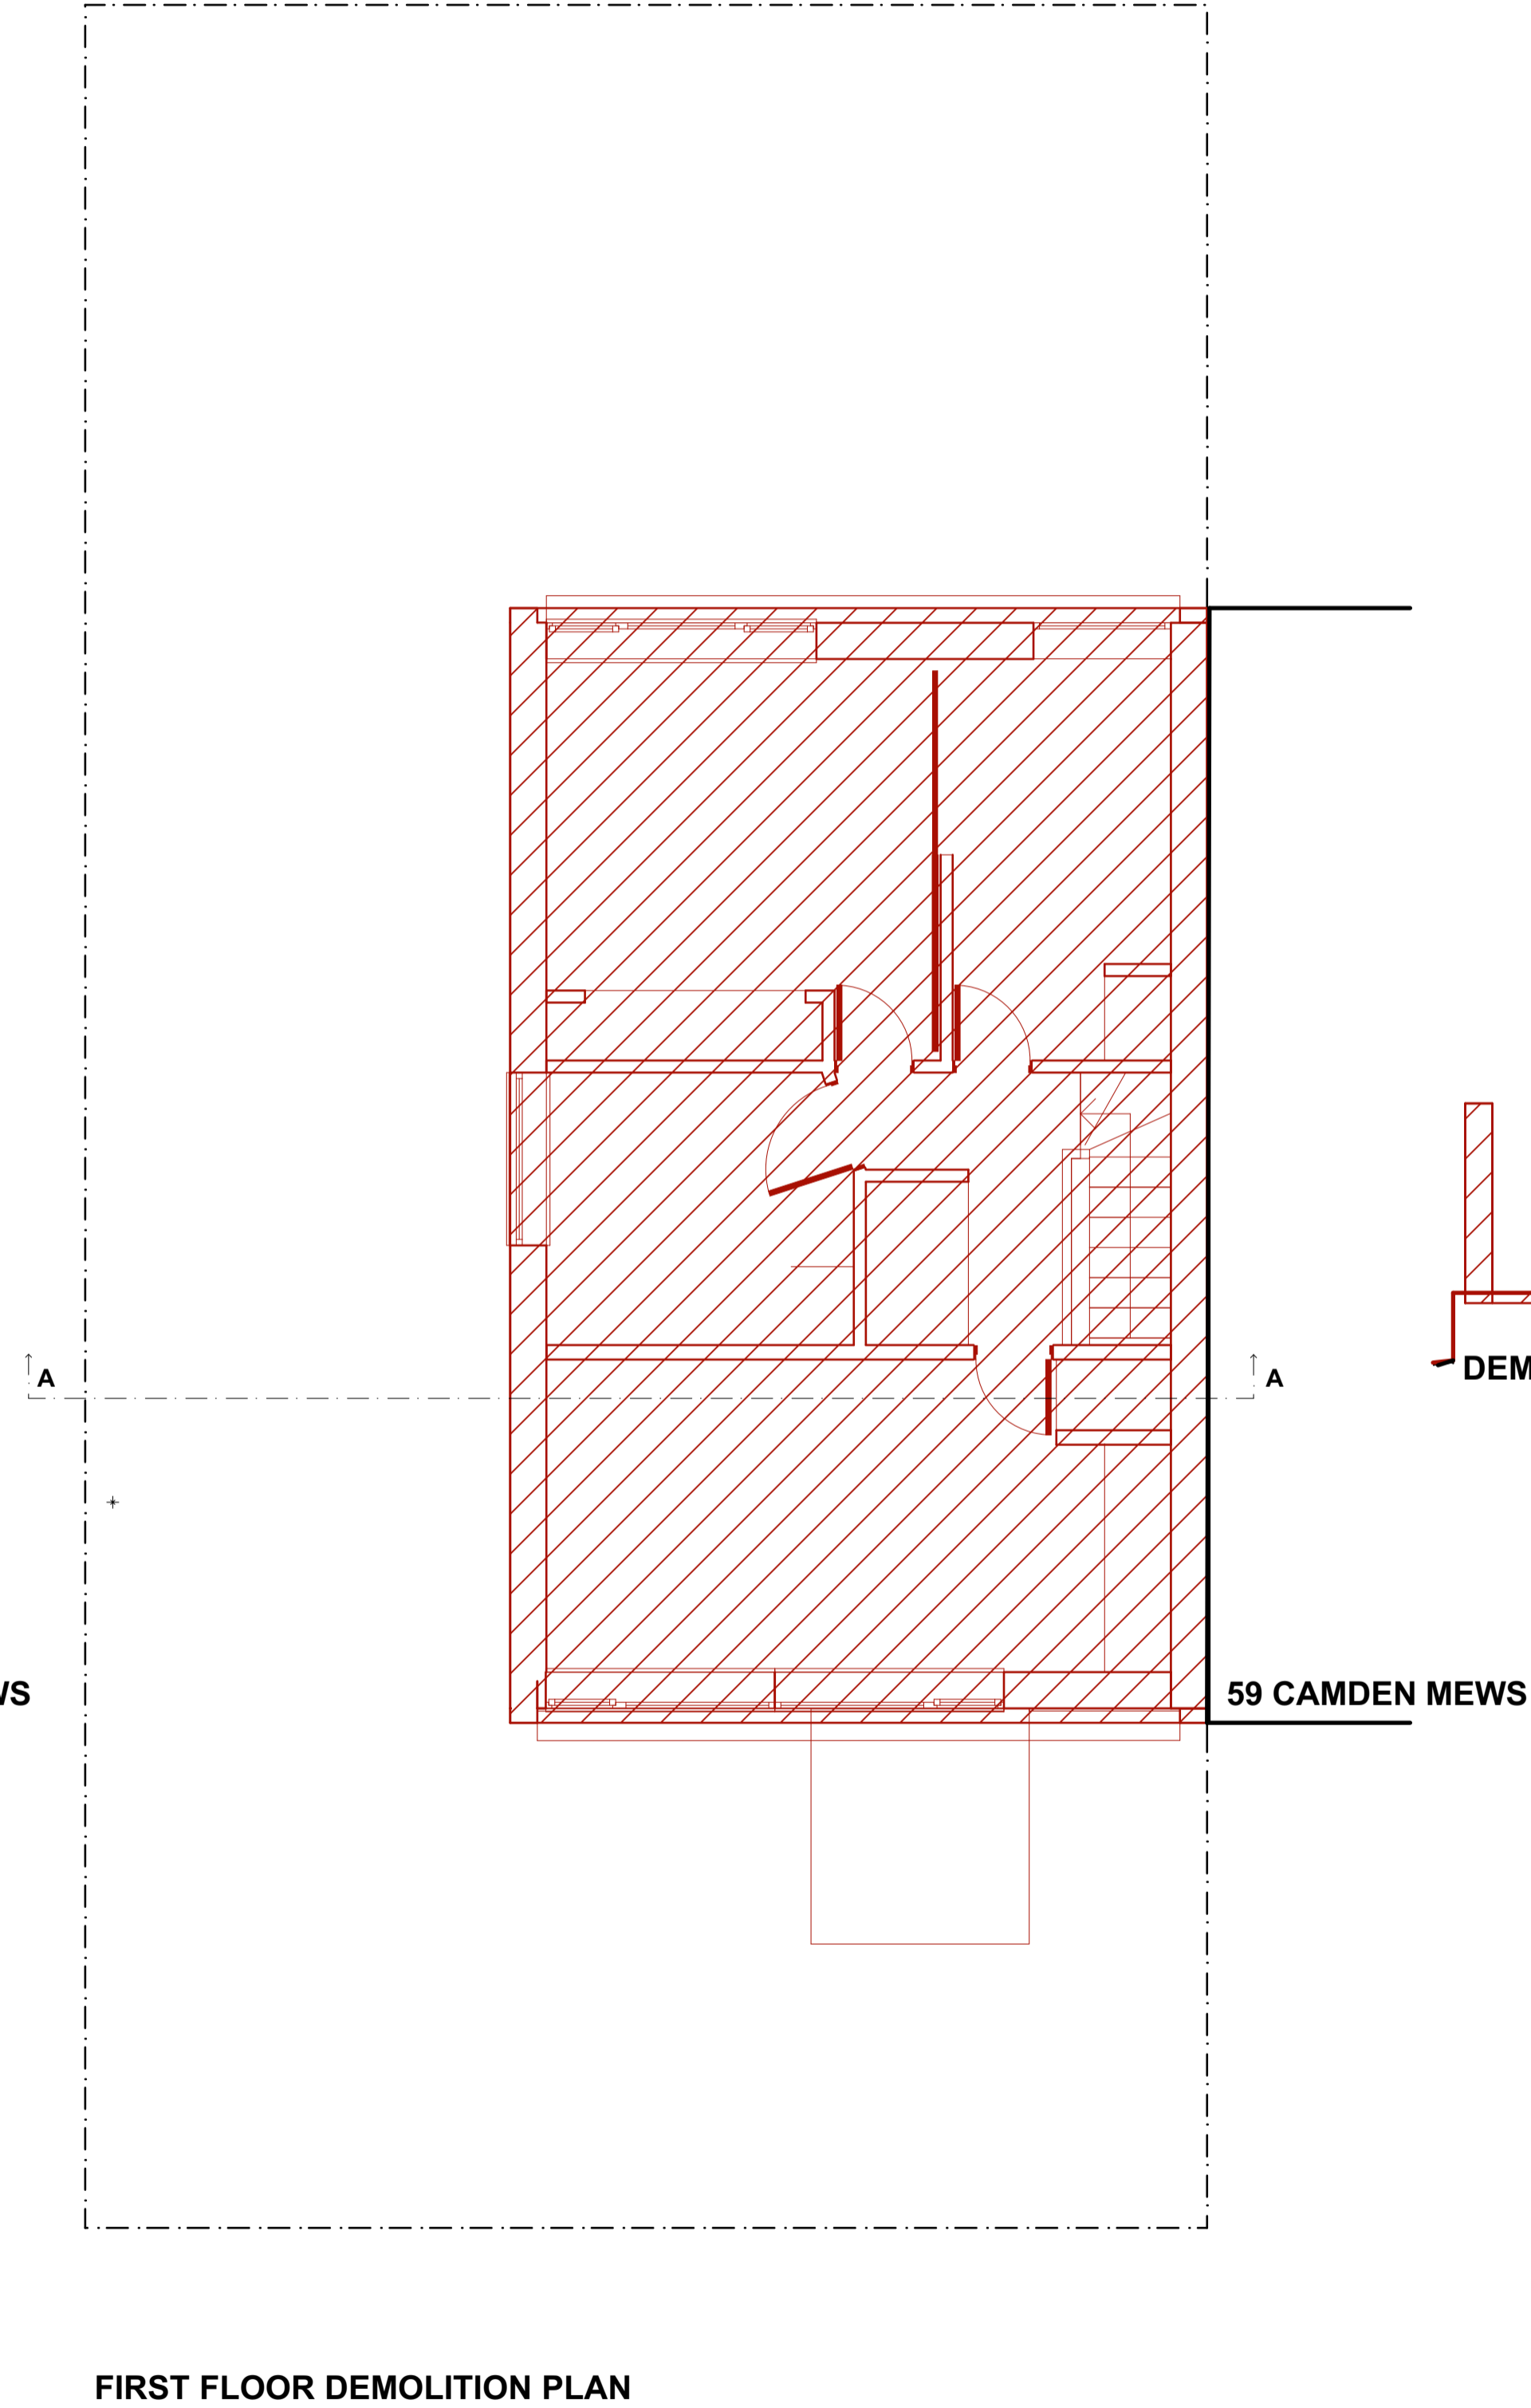 A
A
DEM
WS
59 CAMDEN MEWS
FIRST FLOOR DEMOLITION PLAN